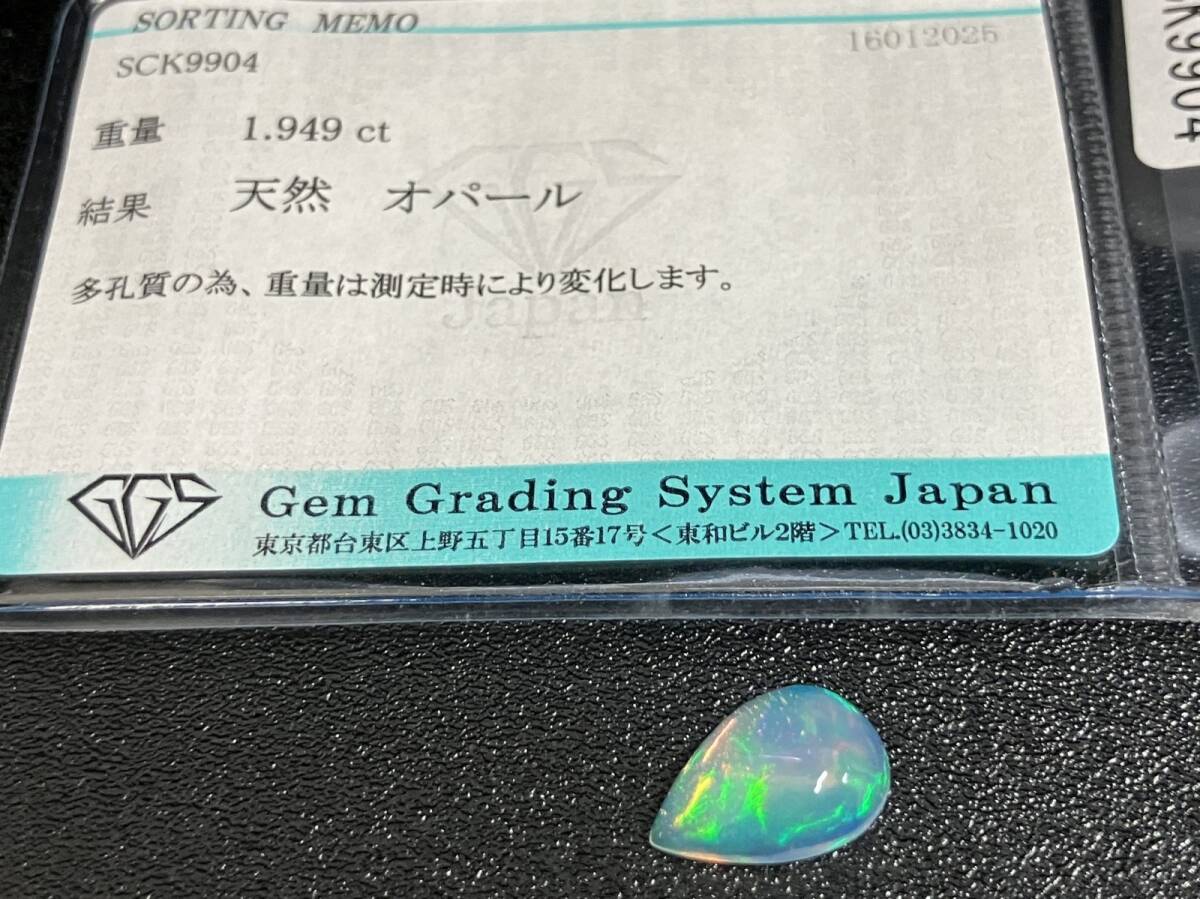 SORTING MEMO
SCK9904
16012025
重量 1.949 ct
結果 天然 オパール
多孔質の為、重量は測定時により変化します。
Japan
GGS Gem Grading System Japan
東京都台東区上野五丁目15番17号<東和ビル2階>TEL.(03)3834-1020
K9904